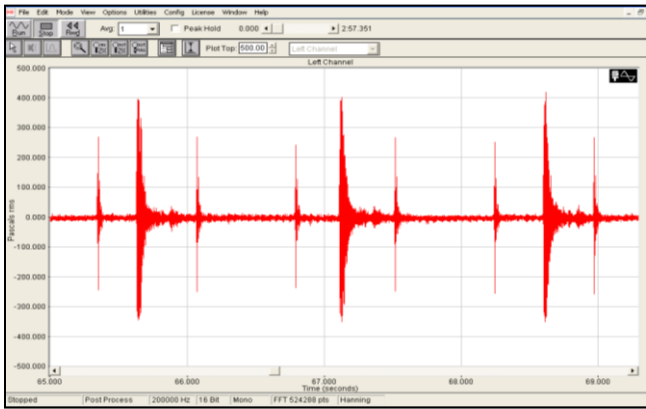 File Edit Mode View Options Utilities Config License Window Help
Run Stop Rwd Avg: 1 Peak Hold 0.000 2:57.351
Plot Top: 500.00 Left Channel
Left Channel
500.000
400.000
300.000
200.000
100.000
0.000
-100.000
-200.000
-300.000
-400.000
-500.000
Pascals rms
65.000 66.000 67.000 68.000 69.000
Time (seconds)
Stopped Post Process 200000 Hz 16 Bit Mono FFT 524288 pts Hanning